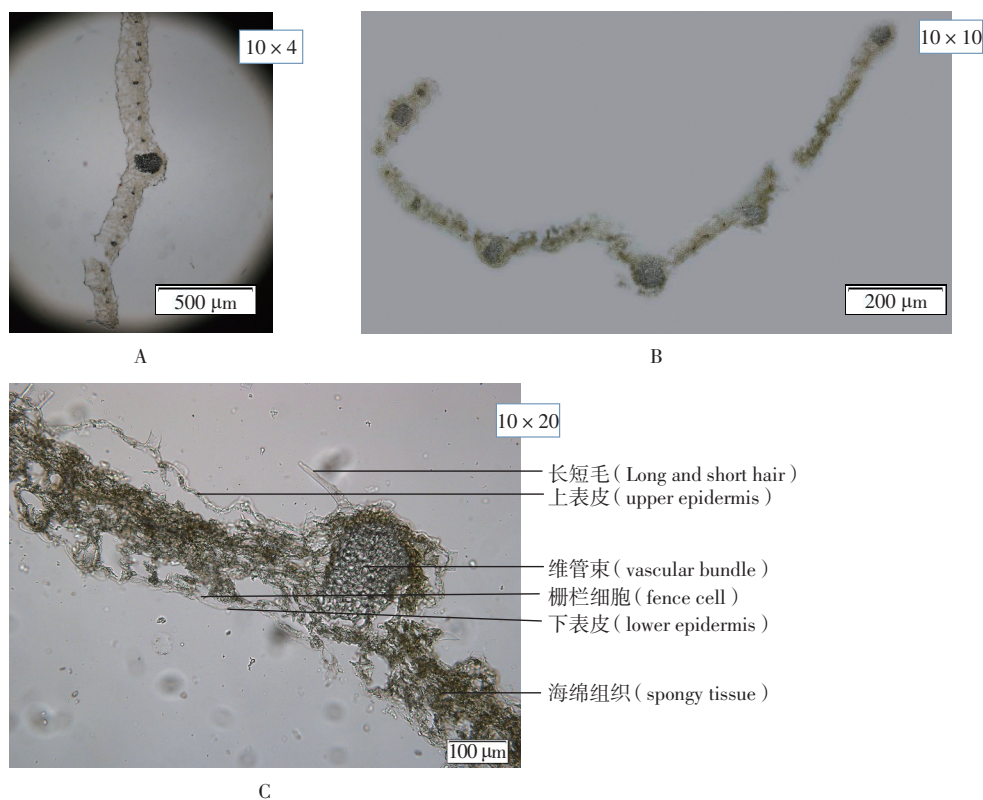 10 × 4
10 × 10
500 μm
200 μm
A
B
10 × 20
长短毛（Long and short hair）
上表皮（upper epidermis）
维管束（vascular bundle）
栅栏细胞（fence cell）
下表皮（lower epidermis）
海绵组织（spongy tissue）
100 μm
C